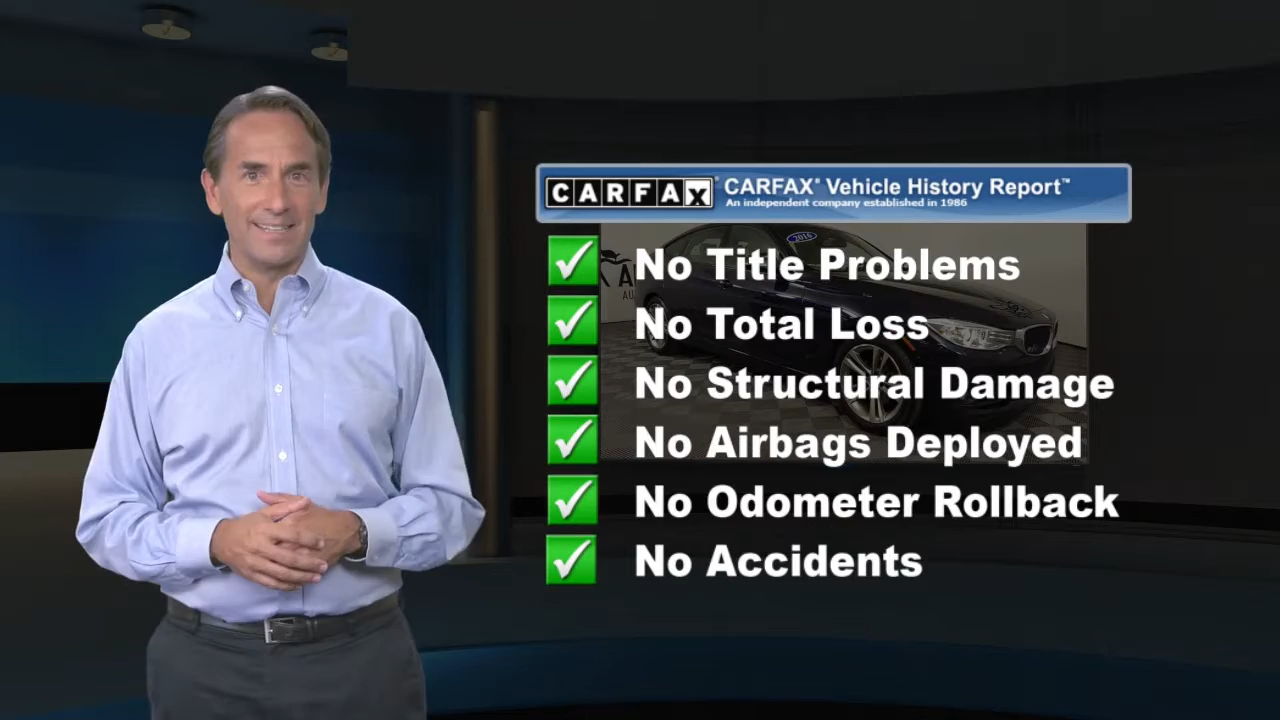 CARFAX® CARFAX® Vehicle History Report™
An independent company established in 1986
2016
No Title Problems
No Total Loss
No Structural Damage
No Airbags Deployed
No Odometer Rollback
No Accidents